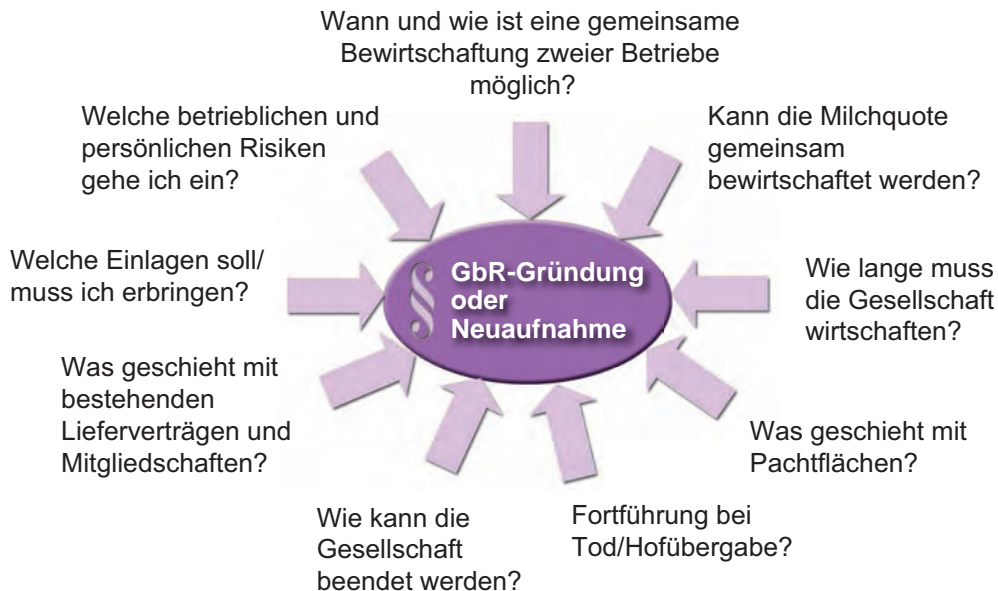 Wann und wie ist eine gemeinsame
Bewirtschaftung zweier Betriebe
möglich?
Welche betrieblichen und
persönlichen Risiken
gehe ich ein?
Kann die Milchquote
gemeinsam
bewirtschaftet werden?
Welche Einlagen soll/
muss ich erbringen?
§
GbR-Gründung
oder
Neuaufnahme
Wie lange muss
die Gesellschaft
wirtschaften?
Was geschieht mit
bestehenden
Lieferverträgen und
Mitgliedschaften?
Was geschieht mit
Pachtflächen?
Wie kann die
Gesellschaft
beendet werden?
Fortführung bei
Tod/Hofübergabe?